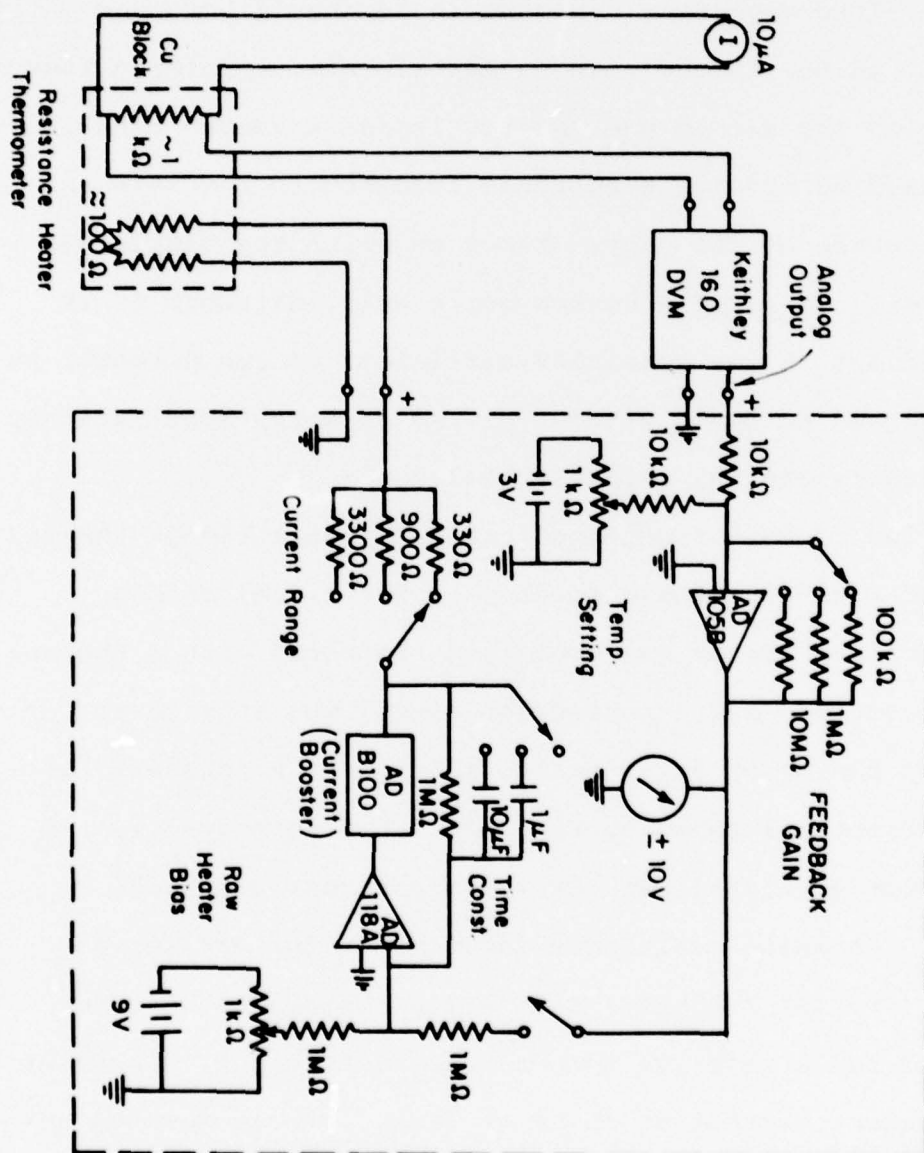 10μA
I
Cu
Block
~1
kΩ
≈100Ω
Resistance Heater
Thermometer
Keithley
160
DVM
Analog
Output
+
+
10kΩ
10kΩ
1kΩ
3V
Temp.
Setting
AD
105B
100kΩ
1MΩ
10MΩ
FEEDBACK
GAIN
± 10V
330Ω
900Ω
3300Ω
Current Range
AD
B100
(Current
Booster)
1MΩ
1μF
10μF
Time
Const.
AD
118A
1MΩ
1MΩ
1kΩ
9V
Raw
Heater
Bias